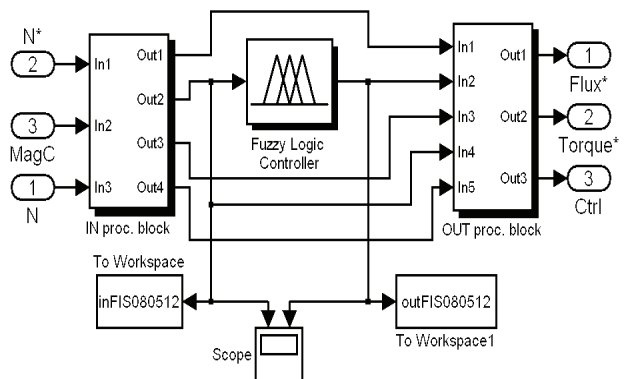 N*
2
3
MagC
1
N
In1
In2
In3
Out1
Out2
Out3
Out4
IN proc. block
Fuzzy Logic
Controller
In1
In2
In3
In4
In5
Out1
Out2
Out3
OUT proc. block
1
Flux*
2
Torque*
3
Ctrl
To Workspace
inFIS080512
Scope
outFIS080512
To Workspace1